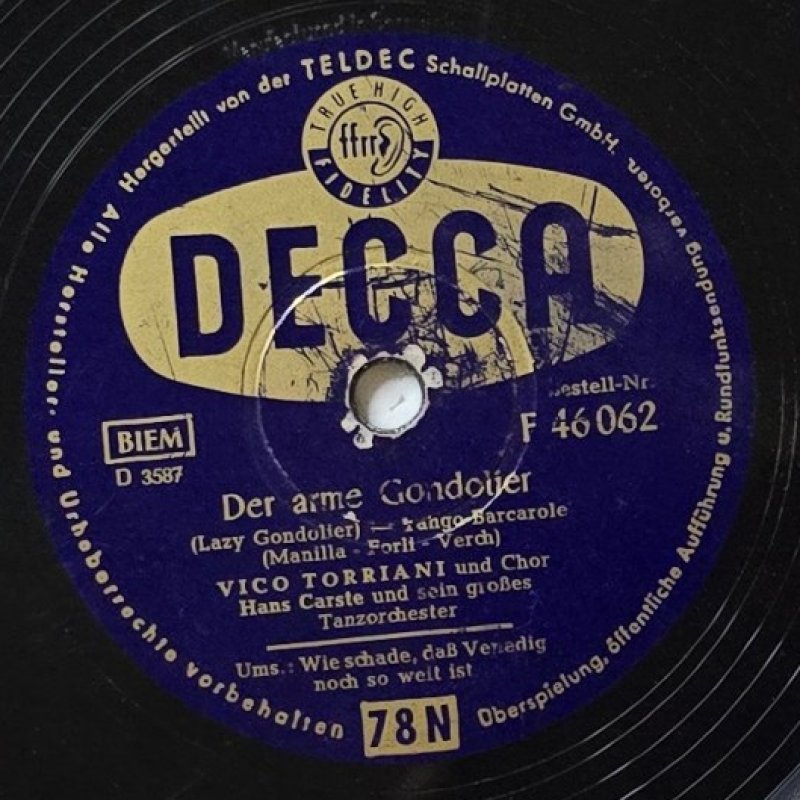 Alle Hersteller- und Urheberrechte vorbehalten
Hergestellt von der TELDEC Schallplatten GmbH.
Überspielung, öffentliche Aufführung u. Rundfunksendung verboten.
TRUE HIGH
ffrr
FIDELITY
DECCA
BIEM
D 3587
Bestell-Nr.
F 46 062
Der arme Gondolier
(Lazy Gondolier) — Tango-Barcarole
(Manilla - Forli - Verch)
VICO TORRIANI und Chor
Hans Carste und sein großes
Tanzorchester
Ums.: Wie schade, daß Venedig
noch so weit ist
78 N